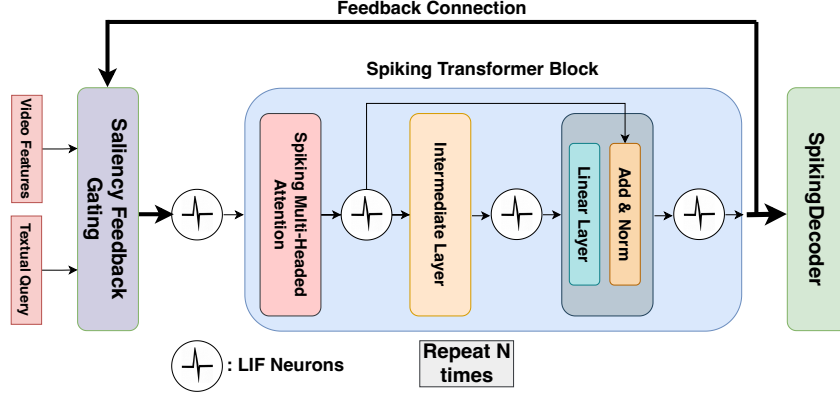 Feedback Connection
Spiking Transformer Block
Video Features
Textual Query
Saliency Feedback
Gating
Spiking Multi-Headed
Attention
Intermediate Layer
Linear Layer
Add & Norm
SpikingDecoder
: LIF Neurons
Repeat N
times